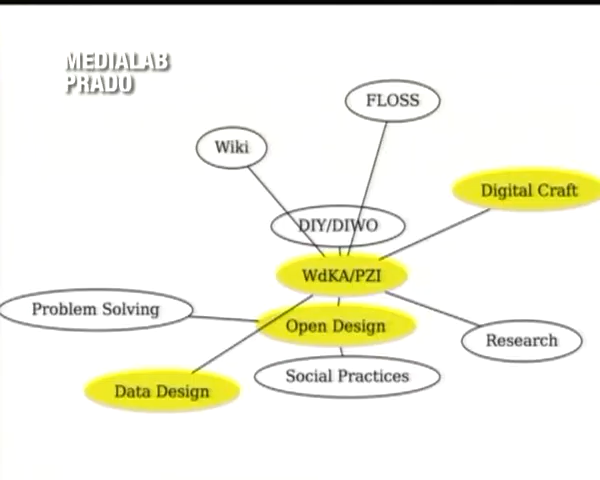 MEDIALAB
PRADO
FLOSS
Wiki
Digital Craft
DIY/DIWO
WdKA/PZI
Problem Solving
Open Design
Research
Social Practices
Data Design